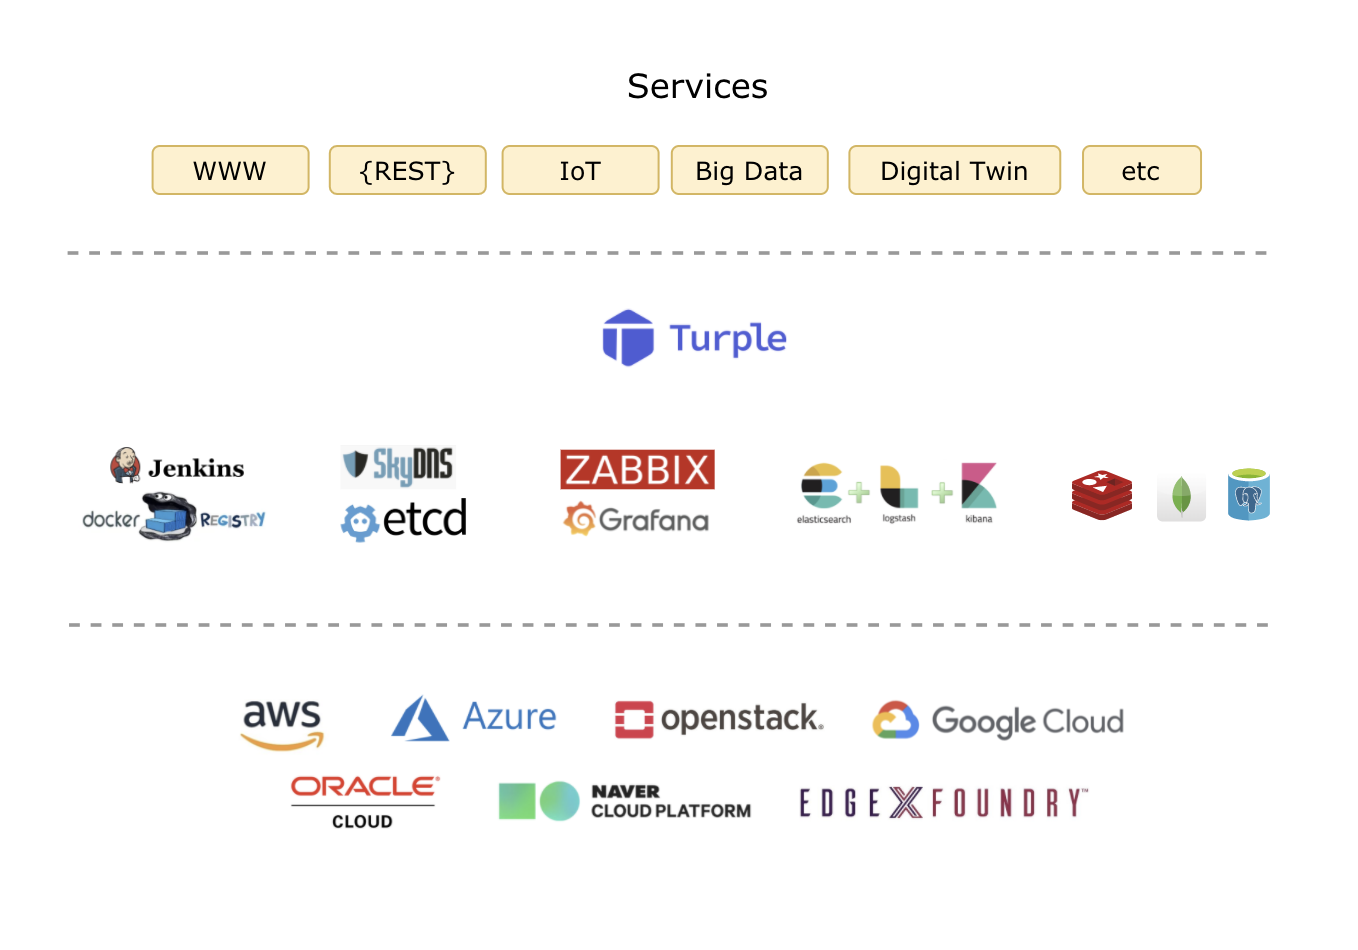 Services
WWW
{REST}
IoT
Big Data
Digital Twin
etc
Turple
Jenkins
docker REGISTRY
SkyDNS
etcd
ZABBIX
Grafana
elasticsearch
logstash
kibana
aws
Azure
openstack®
Google Cloud
ORACLE®
CLOUD
NAVER
CLOUD PLATFORM
EDGE X FOUNDRY™